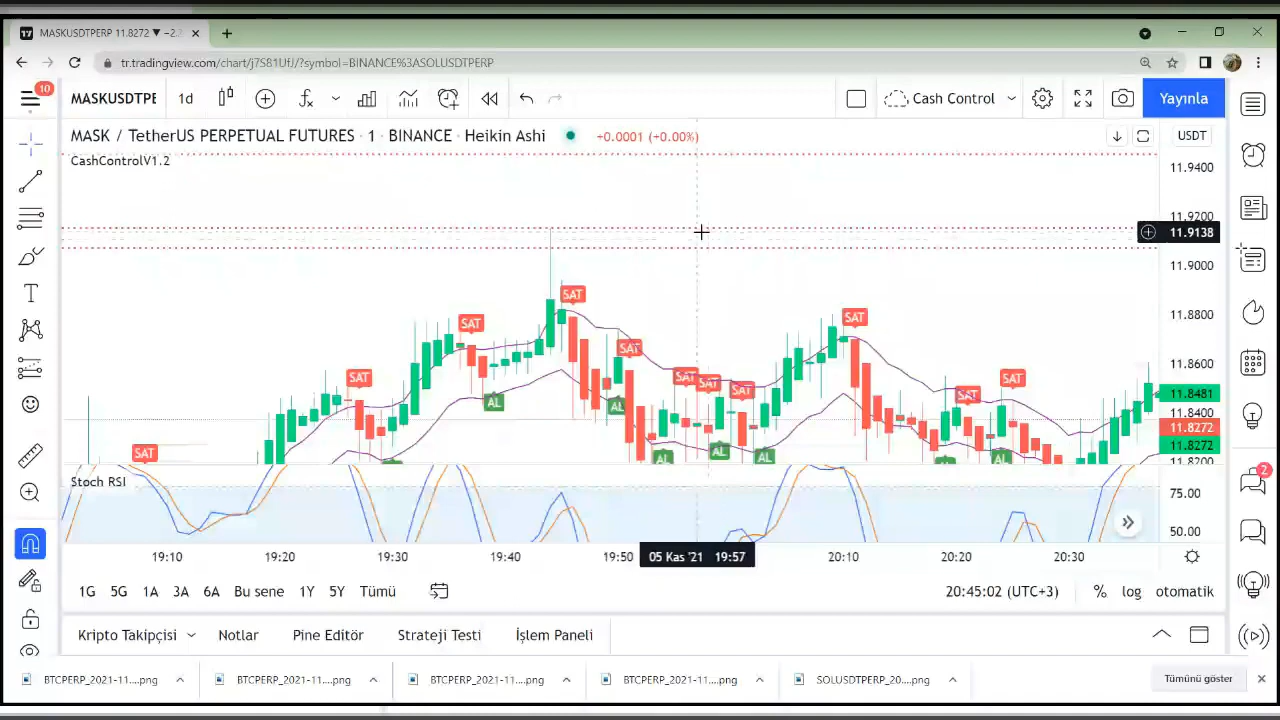 MASKUSDTPERP 11.8272 ▼ −2.
tr.tradingview.com/chart/j7S81Uf//?symbol=BINANCE%3ASOLUSDTPERP
10
MASKUSDTPE
1d
Cash Control
Yayınla
MASK / TetherUS PERPETUAL FUTURES · 1 · BINANCE · Heikin Ashi
+0.0001 (+0.00%)
USDT
CashControlV1.2
11.9400
11.9200
11.9138
11.9000
SAT
11.8800
SAT
SAT
SAT
11.8600
SAT
SAT
SAT
SAT
SAT
SAT
SAT
11.8481
AL
AL
11.8400
11.8272
11.8272
SAT
AL
AL
AL
AL
AL
AL
11.8200
Stoch RSI
75.00
50.00
2
19:10
19:20
19:30
19:40
19:50
05 Kas '21 19:57
20:10
20:20
20:30
1G 5G 1A 3A 6A Bu sene 1Y 5Y Tümü
20:45:02 (UTC+3)
% log otomatik
Kripto Takipçisi Notlar Pine Editör Strateji Testi İşlem Paneli
BTCPERP_2021-11....png
BTCPERP_2021-11....png
BTCPERP_2021-11....png
BTCPERP_2021-11....png
SOLUSDTPERP_20....png
Tümünü göster